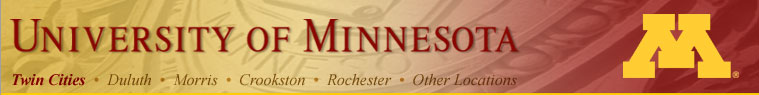 UNIVERSITY OF MINNESOTA
Twin Cities • Duluth • Morris • Crookston • Rochester • Other Locations
M®